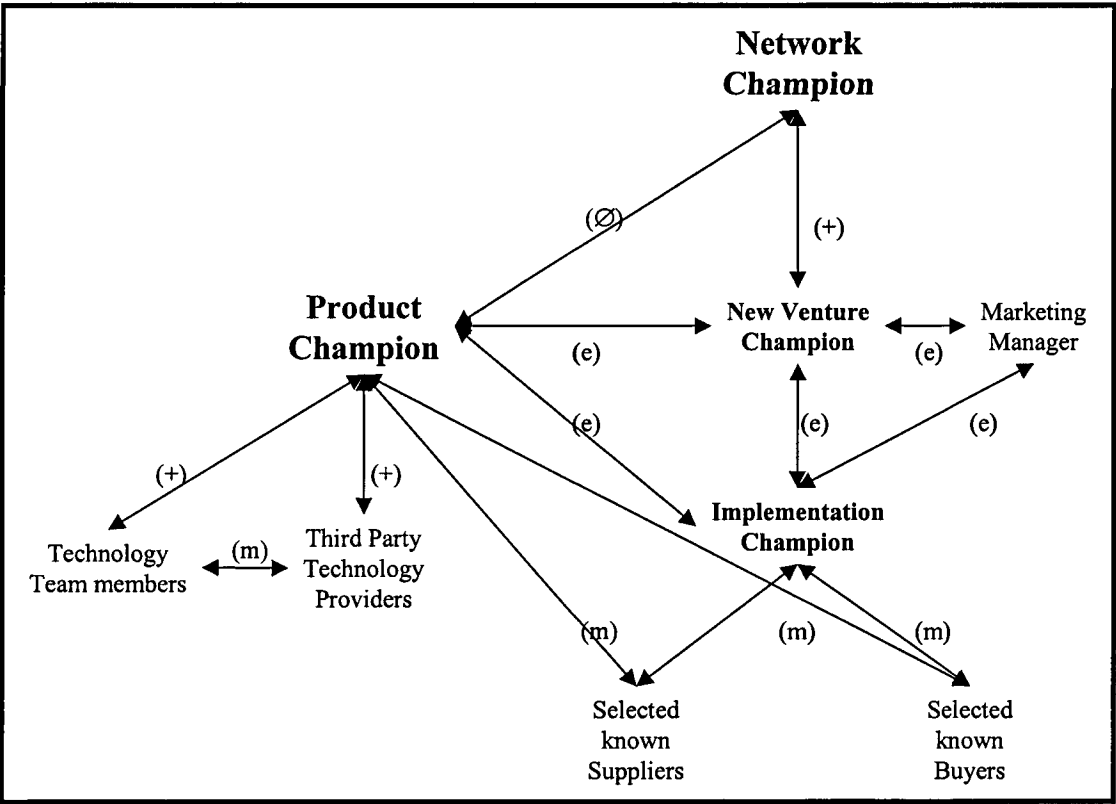 Network
Champion
(∅)
(+)
Product
Champion
New Venture
Champion
Marketing
Manager
(e)
(e)
(e)
(e)
(e)
(+)
(+)
Implementation
Champion
Technology
Team members
(m)
Third Party
Technology
Providers
(m)
(m)
(m)
Selected
known
Suppliers
Selected
known
Buyers